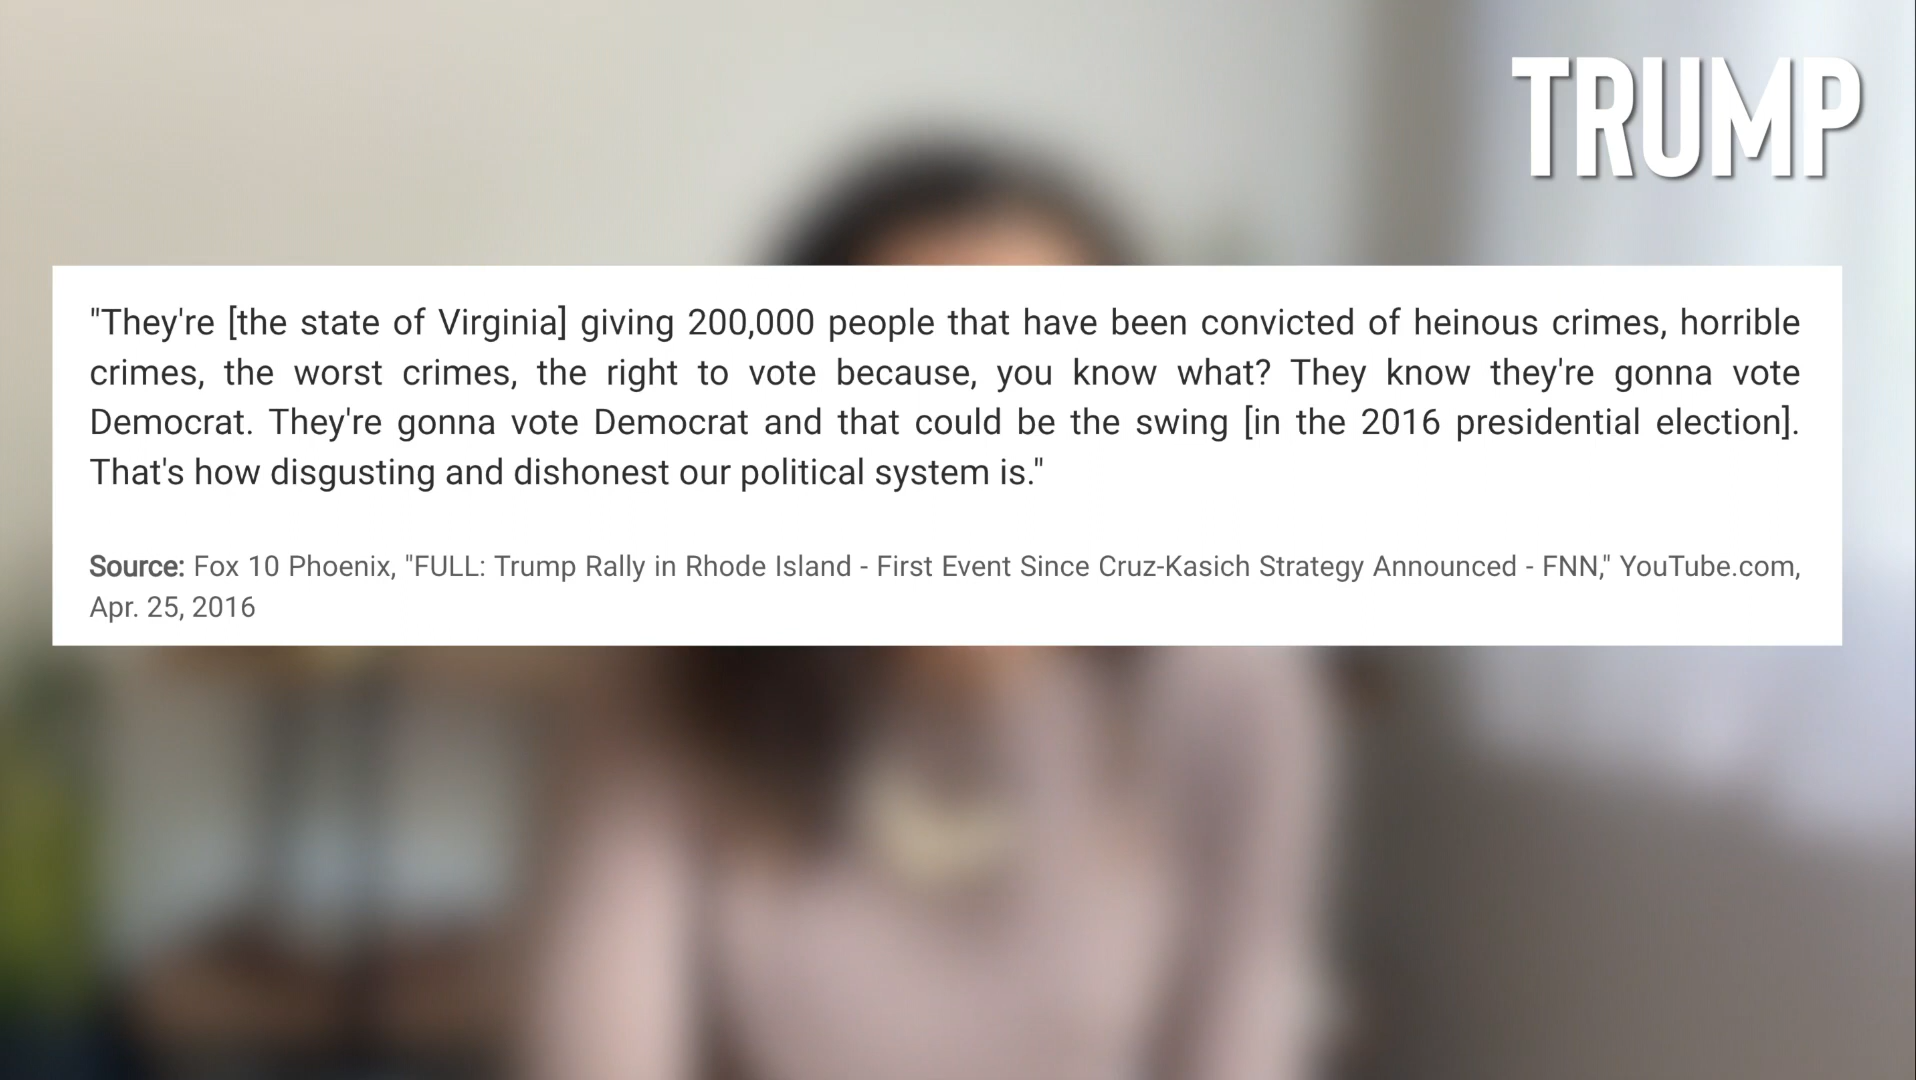 TRUMP
"They're [the state of Virginia] giving 200,000 people that have been convicted of heinous crimes, horrible
crimes, the worst crimes, the right to vote because, you know what? They know they're gonna vote
Democrat. They're gonna vote Democrat and that could be the swing [in the 2016 presidential election].
That's how disgusting and dishonest our political system is."
Source: Fox 10 Phoenix, "FULL: Trump Rally in Rhode Island - First Event Since Cruz-Kasich Strategy Announced - FNN," YouTube.com,
Apr. 25, 2016